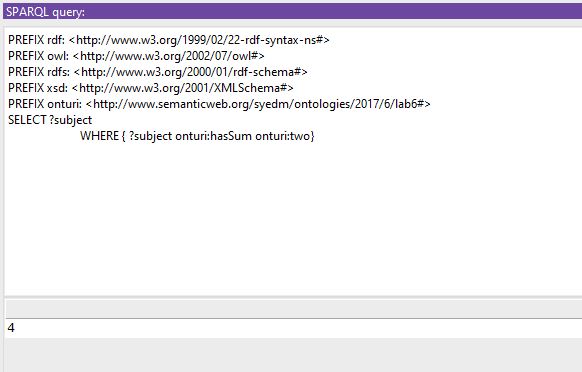 SPARQL query:
PREFIX rdf: <http://www.w3.org/1999/02/22-rdf-syntax-ns#>
PREFIX owl: <http://www.w3.org/2002/07/owl#>
PREFIX rdfs: <http://www.w3.org/2000/01/rdf-schema#>
PREFIX xsd: <http://www.w3.org/2001/XMLSchema#>
PREFIX onturi: <http://www.semanticweb.org/syedm/ontologies/2017/6/lab6#>
SELECT ?subject
WHERE { ?subject onturi:hasSum onturi:two}
4